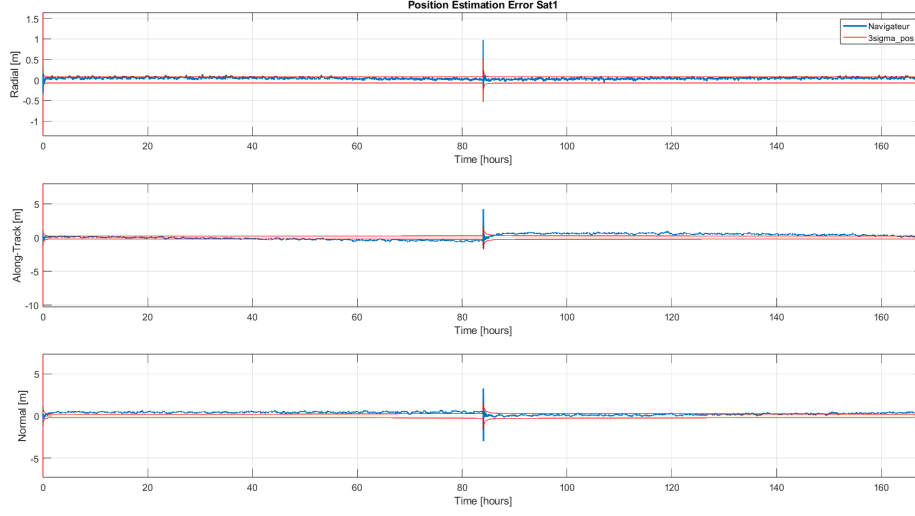 Position Estimation Error Sat1
Navigateur
3sigma_pos
1.5
1
0.5
0
-0.5
-1
Radial [m]
0 20 40 60 80 100 120 140 160
Time [hours]
5
0
-5
-10
Along-Track [m]
0 20 40 60 80 100 120 140 160
Time [hours]
5
0
-5
Normal [m]
0 20 40 60 80 100 120 140 160
Time [hours]